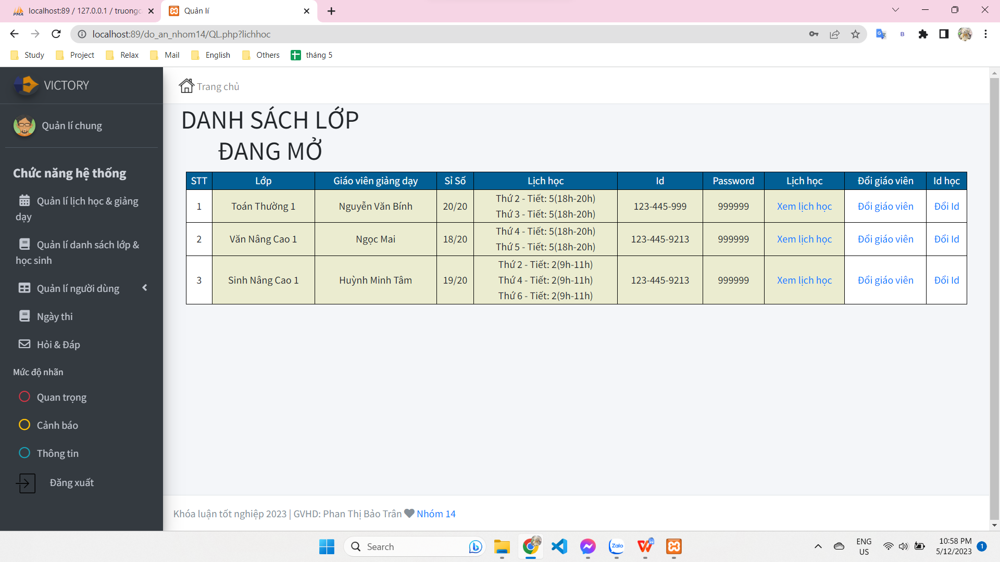 localhost:89 / 127.0.0.1 / truongc
Quản lí
localhost:89/do_an_nhom14/QL.php?lichhoc
Study Project Relax Mail English Others tháng 5
VICTORY
Trang chủ
Quản lí chung
Chức năng hệ thống
Quản lí lịch học & giảng
dạy
Quản lí danh sách lớp &
học sinh
Quản lí người dùng
Ngày thi
Hỏi & Đáp
Mức độ nhãn
Quan trọng
Cảnh báo
Thông tin
Đăng xuất
DANH SÁCH LỚP
ĐANG MỞ
STT Lớp Giáo viên giảng dạy Sỉ Số Lịch học Id Password Lịch học Đổi giáo viên Id học
1 Toán Thường 1 Nguyễn Văn Bính 20/20 Thứ 2 - Tiết: 5(18h-20h) 123-445-999 999999 Xem lịch học Đổi giáo viên Đổi Id
Thứ 3 - Tiết: 5(18h-20h)
2 Văn Nâng Cao 1 Ngọc Mai 18/20 Thứ 4 - Tiết: 5(18h-20h) 123-445-9213 999999 Xem lịch học Đổi giáo viên Đổi Id
Thứ 5 - Tiết: 5(18h-20h)
3 Sinh Nâng Cao 1 Huỳnh Minh Tâm 19/20 Thứ 2 - Tiết: 2(9h-11h) 123-445-9213 999999 Xem lịch học Đổi giáo viên Đổi Id
Thứ 4 - Tiết: 2(9h-11h)
Thứ 6 - Tiết: 2(9h-11h)
Khóa luận tốt nghiệp 2023 | GVHD: Phan Thị Bảo Trân Nhóm 14
Search
Zalo
ENG
US
10:58 PM
5/12/2023
1